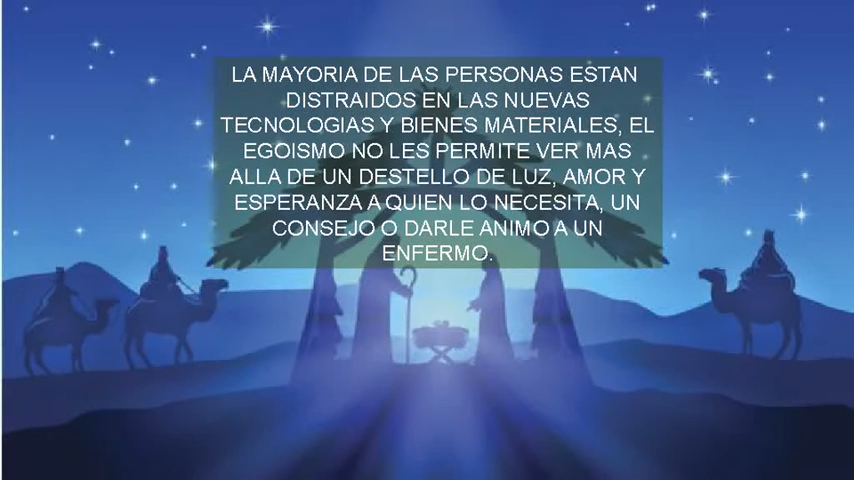 LA MAYORIA DE LAS PERSONAS ESTAN
DISTRAIDOS EN LAS NUEVAS
TECNOLOGIAS Y BIENES MATERIALES, EL
EGOISMO NO LES PERMITE VER MAS
ALLA DE UN DESTELLO DE LUZ, AMOR Y
ESPERANZA A QUIEN LO NECESITA, UN
CONSEJO O DARLE ANIMO A UN
ENFERMO.